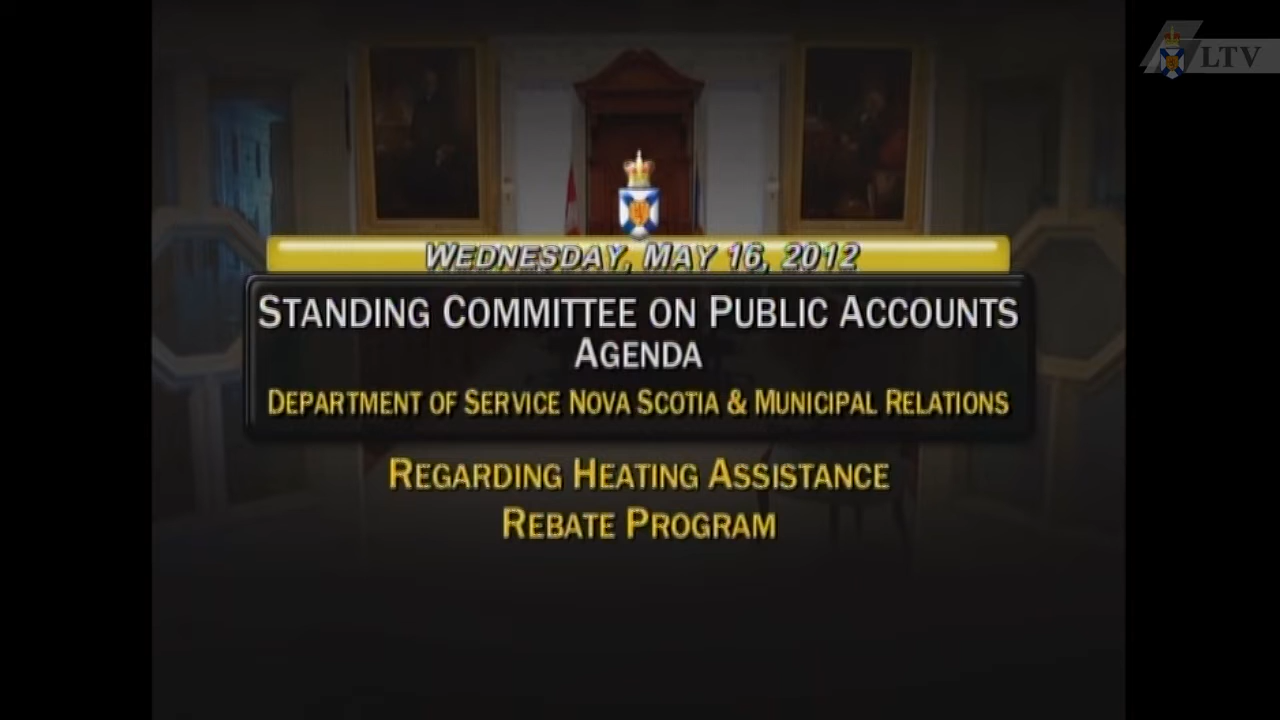 LTV
WEDNESDAY, MAY 16, 2012
STANDING COMMITTEE ON PUBLIC ACCOUNTS
AGENDA
DEPARTMENT OF SERVICE NOVA SCOTIA & MUNICIPAL RELATIONS
REGARDING HEATING ASSISTANCE
REBATE PROGRAM